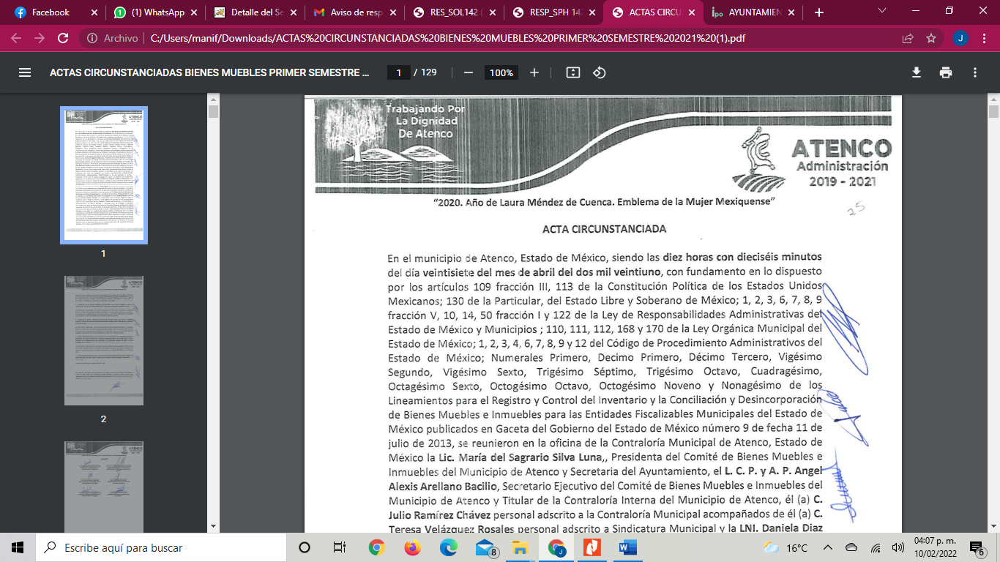 Facebook
(1) WhatsApp
Detalle del Se
Aviso de resp
RES_SOL142 (
RESP_SPH 142
ACTAS CIRCU
AYUNTAMIEN
Archivo
C:/Users/manif/Downloads/ACTAS%20CIRCUNSTANCIADAS%20BIENES%20MUEBLES%20PRIMER%20SEMESTRE%202021%20(1).pdf
J
ACTAS CIRCUNSTANCIADAS BIENES MUEBLES PRIMER SEMESTRE ...
1 / 129
100%
1
2
Trabajando Por
La Dignidad
De Atenco
ATENCO
Administración
2019 - 2021
“2020. Año de Laura Méndez de Cuenca. Emblema de la Mujer Mexiquense”
25
ACTA CIRCUNSTANCIADA
En el municipio de Atenco, Estado de México, siendo las diez horas con dieciséis minutos
del día veintisiete del mes de abril del dos mil veintiuno, con fundamento en lo dispuesto
por los artículos 109 fracción III, 113 de la Constitución Política de los Estados Unidos
Mexicanos; 130 de la Particular, del Estado Libre y Soberano de México; 1, 2, 3, 6, 7, 8, 9
fracción V, 10, 14, 50 fracción I y 122 de la Ley de Responsabilidades Administrativas del
Estado de México y Municipios ; 110, 111, 112, 168 y 170 de la Ley Orgánica Municipal del
Estado de México; 1, 2, 3, 4, 6, 7, 8, 9 y 12 del Código de Procedimiento Administrativos del
Estado de México; Numerales Primero, Decimo Primero, Décimo Tercero, Vigésimo
Segundo, Vigésimo Sexto, Trigésimo Séptimo, Trigésimo Octavo, Cuadragésimo,
Octagésimo Sexto, Octogésimo Octavo, Octogésimo Noveno y Nonagésimo de los
Lineamientos para el Registro y Control del Inventario y la Conciliación y Desincorporación
de Bienes Muebles e Inmuebles para las Entidades Fiscalizables Municipales del Estado de
México publicados en Gaceta del Gobierno del Estado de México número 9 de fecha 11 de
julio de 2013, se reunieron en la oficina de la Contraloría Municipal de Atenco, Estado de
México la Lic. María del Sagrario Silva Luna,, Presidenta del Comité de Bienes Muebles e
Inmuebles del Municipio de Atenco y Secretaria del Ayuntamiento, el L. C. P. y A. P. Angel
Alexis Arellano Bacilio, Secretario Ejecutivo del Comité de Bienes Muebles e Inmuebles del
Municipio de Atenco y Titular de la Contraloría Interna del Municipio de Atenco, él (a) C.
Julio Ramírez Chávez personal adscrito a la Contraloría Municipal acompañados de él (a) C.
Teresa Velázquez Rosales personal adscrito a Sindicatura Municipal y la LNI. Daniela Diaz
Escribe aquí para buscar
8
16°C
04:07 p. m.
10/02/2022
6